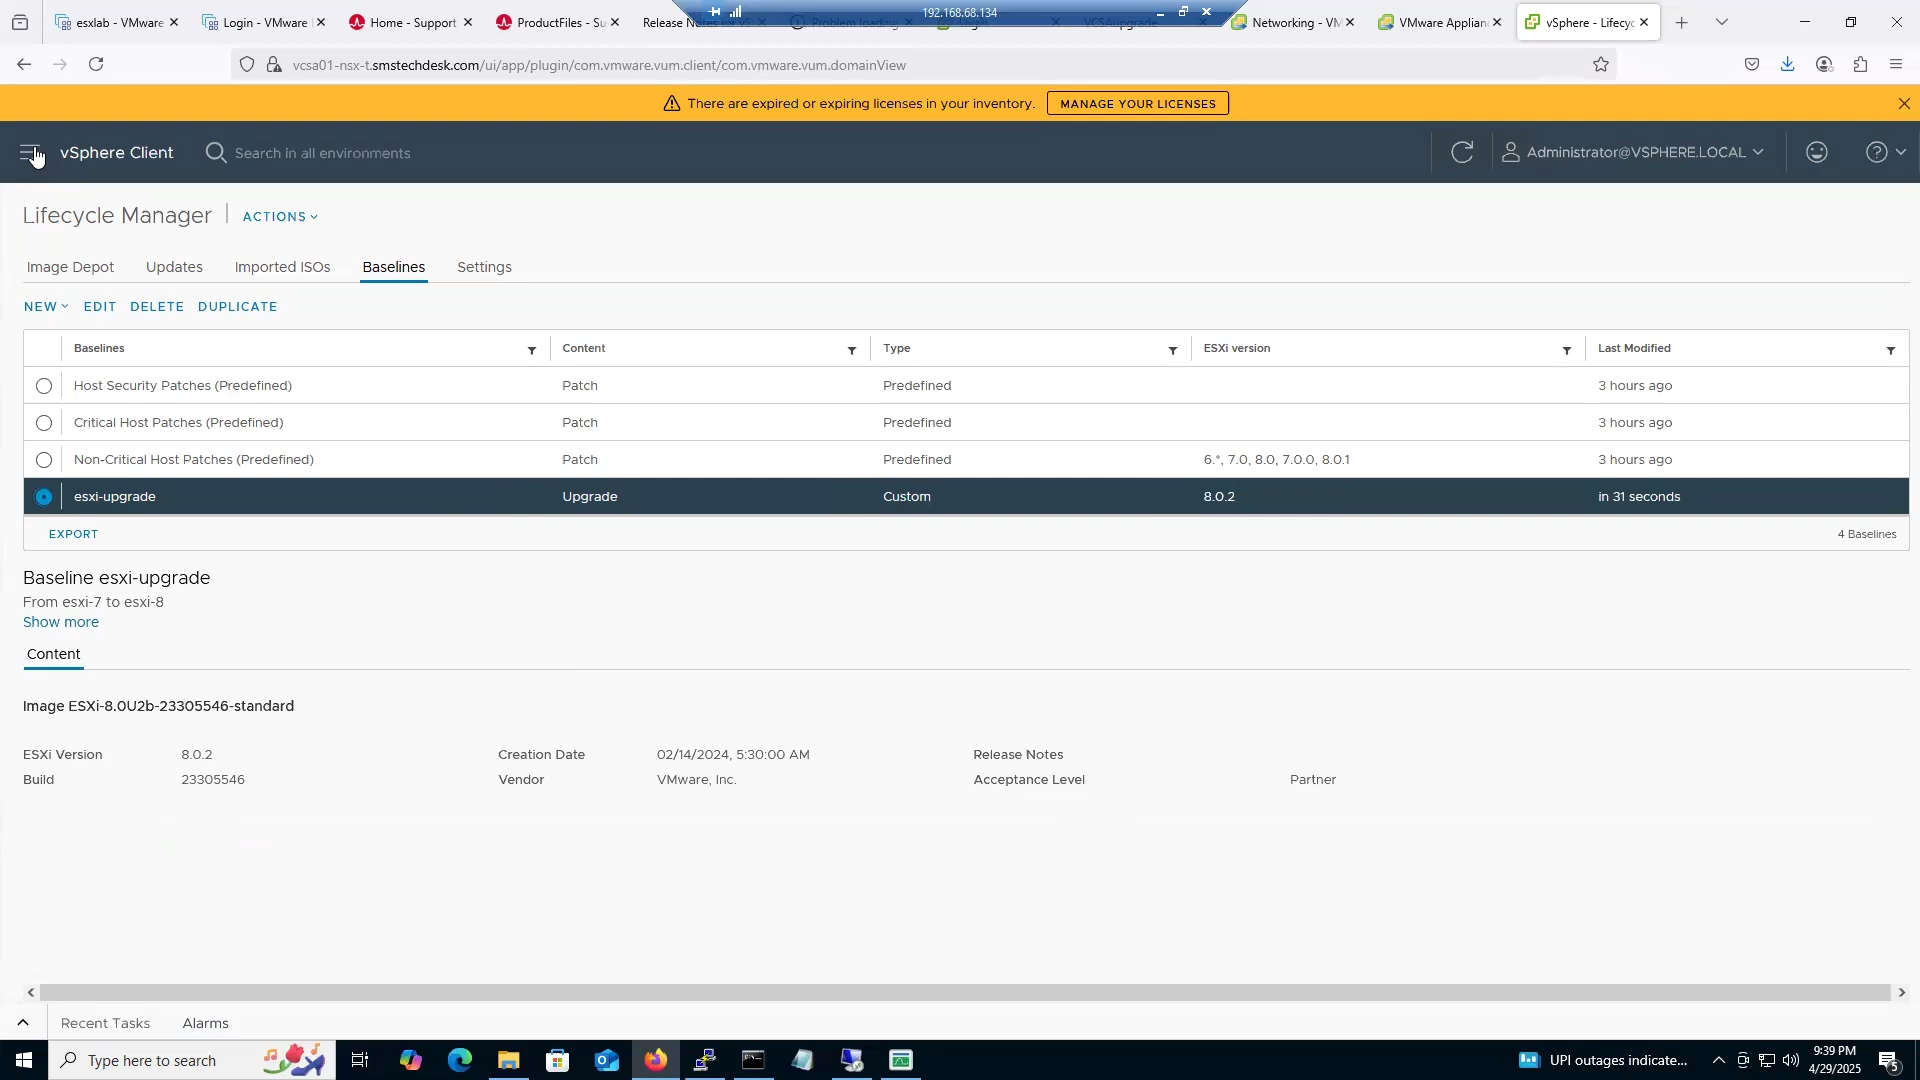 esxlab - VMware
Login - VMware
Home - Support
ProductFiles - Su
Release Notes for vS
Problem loading
VCSAupgrade
Networking - VM
VMware Applian
vSphere - Lifecyc
192.168.68.134
vcsa01-nsx-t.smstechdesk.com/ui/app/plugin/com.vmware.vum.client/com.vmware.vum.domainView
There are expired or expiring licenses in your inventory. MANAGE YOUR LICENSES
vSphere Client
Search in all environments
Administrator@VSPHERE.LOCAL
Lifecycle Manager
ACTIONS
Image Depot Updates Imported ISOs Baselines Settings
NEW EDIT DELETE DUPLICATE
Baselines Content Type ESXi version Last Modified
Host Security Patches (Predefined) Patch Predefined 3 hours ago
Critical Host Patches (Predefined) Patch Predefined 3 hours ago
Non-Critical Host Patches (Predefined) Patch Predefined 6.*, 7.0, 8.0, 7.0.0, 8.0.1 3 hours ago
esxi-upgrade Upgrade Custom 8.0.2 in 31 seconds
EXPORT 4 Baselines
Baseline esxi-upgrade
From esxi-7 to esxi-8
Show more
Content
Image ESXi-8.0U2b-23305546-standard
ESXi Version 8.0.2 Creation Date 02/14/2024, 5:30:00 AM Release Notes
Build 23305546 Vendor VMware, Inc. Acceptance Level Partner
Recent Tasks Alarms
Type here to search
UPI outages indicate...
9:39 PM
4/29/2025
5